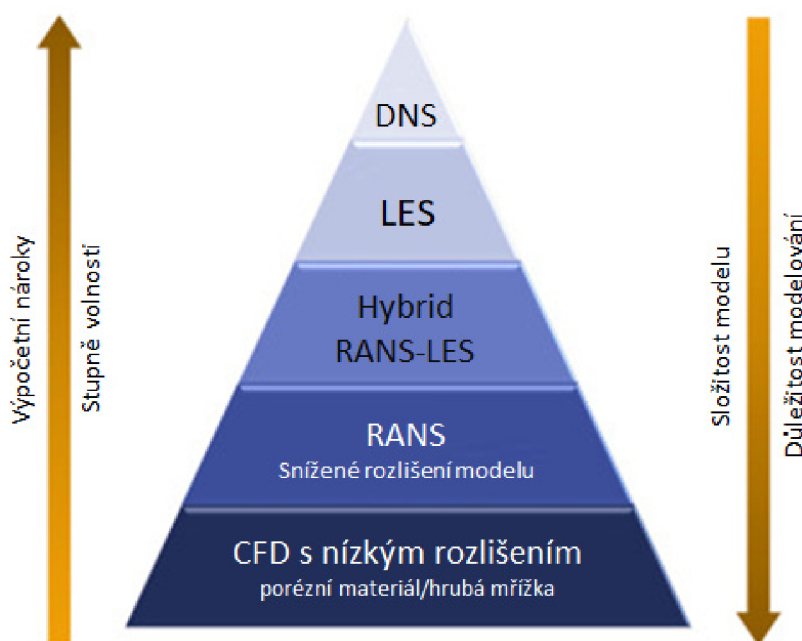 DNS
LES
Hybrid
RANS-LES
RANS
Snížené rozlišení modelu
CFD s nízkým rozlišením
porézní materiál/hrubá mřížka
Výpočetní nároky
Stupně volnosti
Složitost modelu
Důležitost modelování